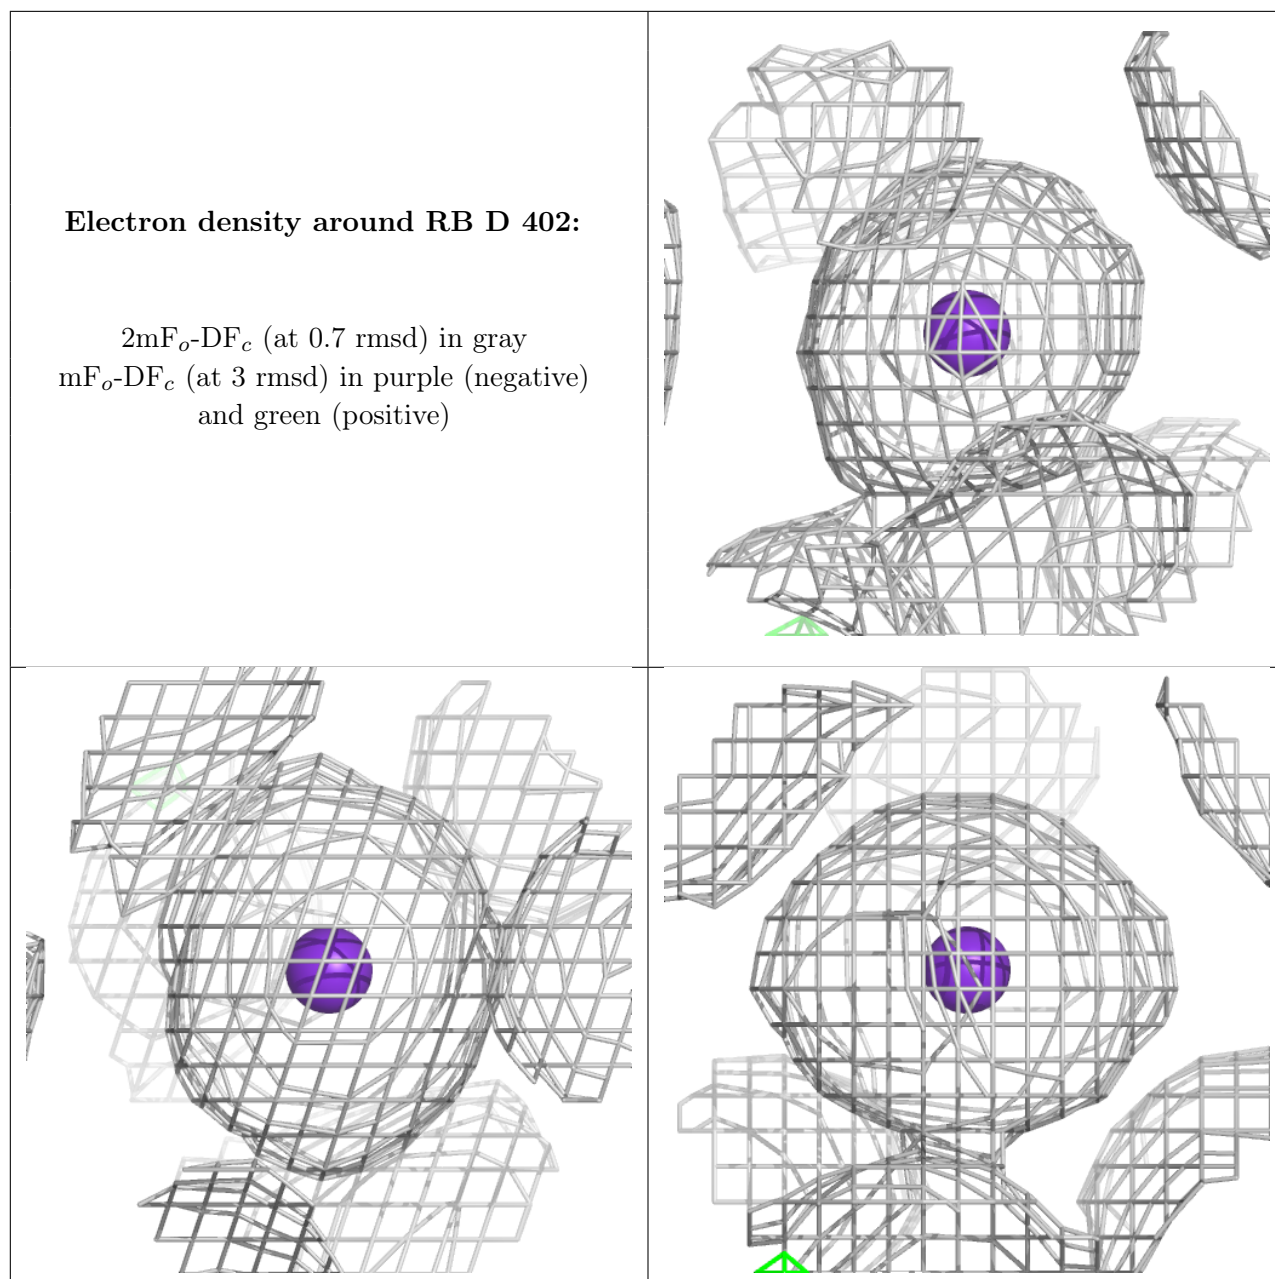 Electron density around RB D 402:
2mFₒ-DF𝒸 (at 0.7 rmsd) in gray
mFₒ-DF𝒸 (at 3 rmsd) in purple (negative)
and green (positive)